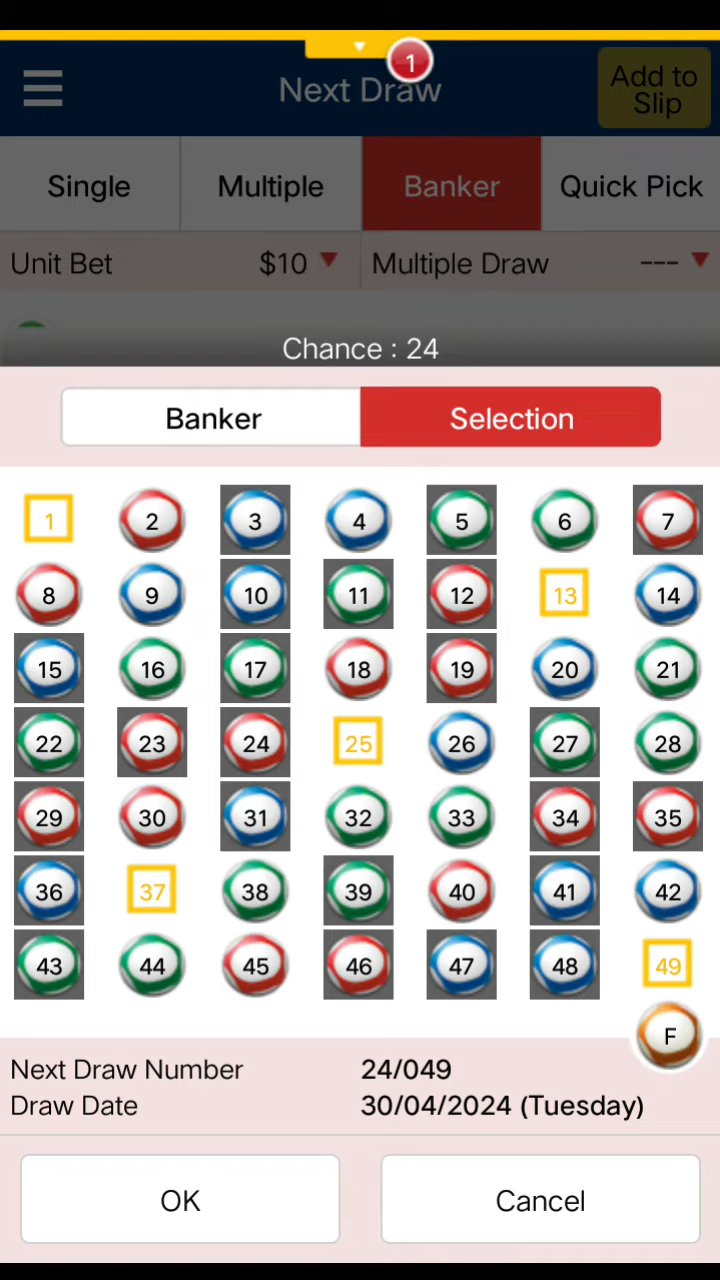 1
Next Draw
Add to
Slip
Single Multiple Banker Quick Pick
Unit Bet $10 Multiple Draw ---
Chance : 24
Banker Selection
1 2 3 4 5 6 7
8 9 10 11 12 13 14
15 16 17 18 19 20 21
22 23 24 25 26 27 28
29 30 31 32 33 34 35
36 37 38 39 40 41 42
43 44 45 46 47 48 49
F
Next Draw Number 24/049
Draw Date 30/04/2024 (Tuesday)
OK Cancel